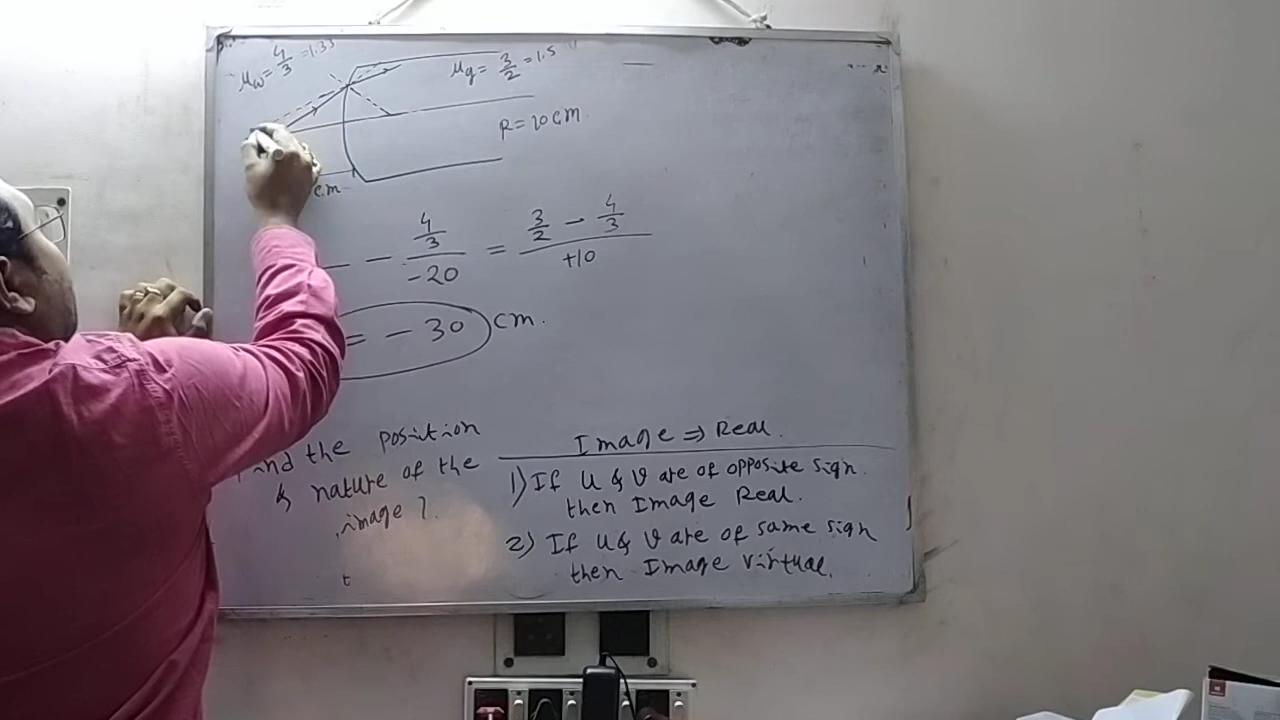 μw = 4/3 = 1.33
μg = 3/2 = 1.5
R = 10 cm.
cm
- 4/3 / -20 = 3/2 - 4/3 / +10
= - 30 cm.
the position
& nature of the
image ?.
Image ⇒ Real.
1) If u & v are of opposite sign.
then Image Real.
2) If u & v are of same sign
then Image virtual.
t